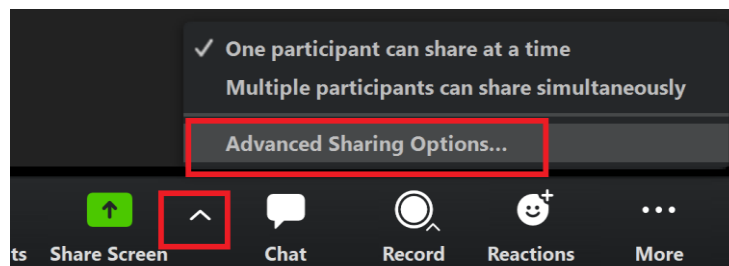 One participant can share at a time
Multiple participants can share simultaneously
Advanced Sharing Options...
ts Share Screen Chat Record Reactions More